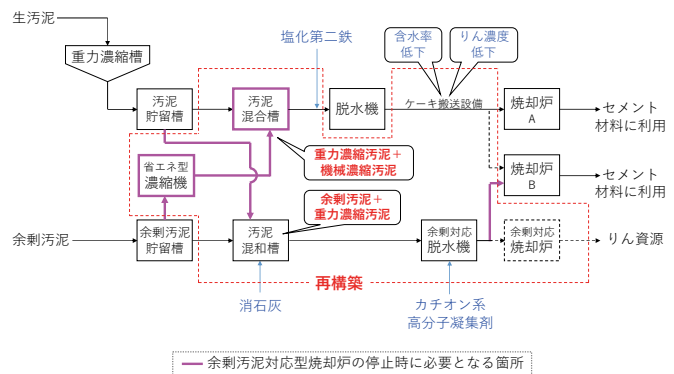 生汚泥
重力濃縮槽
塩化第二鉄
含水率
低下
りん濃度
低下
汚泥
貯留槽
汚泥
混合槽
脱水機
ケーキ搬送設備
焼却炉
A
セメント
材料に利用
重力濃縮汚泥+
機械濃縮汚泥
省エネ型
濃縮機
焼却炉
B
セメント
材料に利用
余剰汚泥+
重力濃縮汚泥
余剰汚泥
余剰汚泥
貯留槽
汚泥
混和槽
余剰対応
脱水機
余剰対応
焼却炉
りん資源
再構築
消石灰
カチオン系
高分子凝集剤
余剰汚泥対応型焼却炉の停止時に必要となる箇所